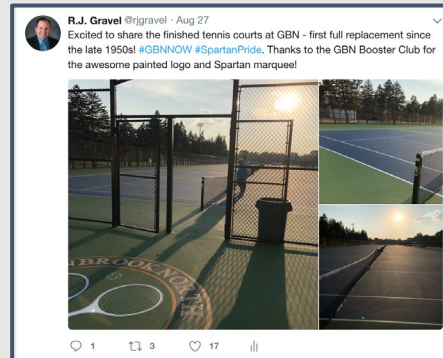 R.J. Gravel @rjgravel · Aug 27
Excited to share the finished tennis courts at GBN - first full replacement since
the late 1950s! #GBNNOW #SpartanPride. Thanks to the GBN Booster Club for
the awesome painted logo and Spartan marquee!
NBROOK NORTH
1 3 17